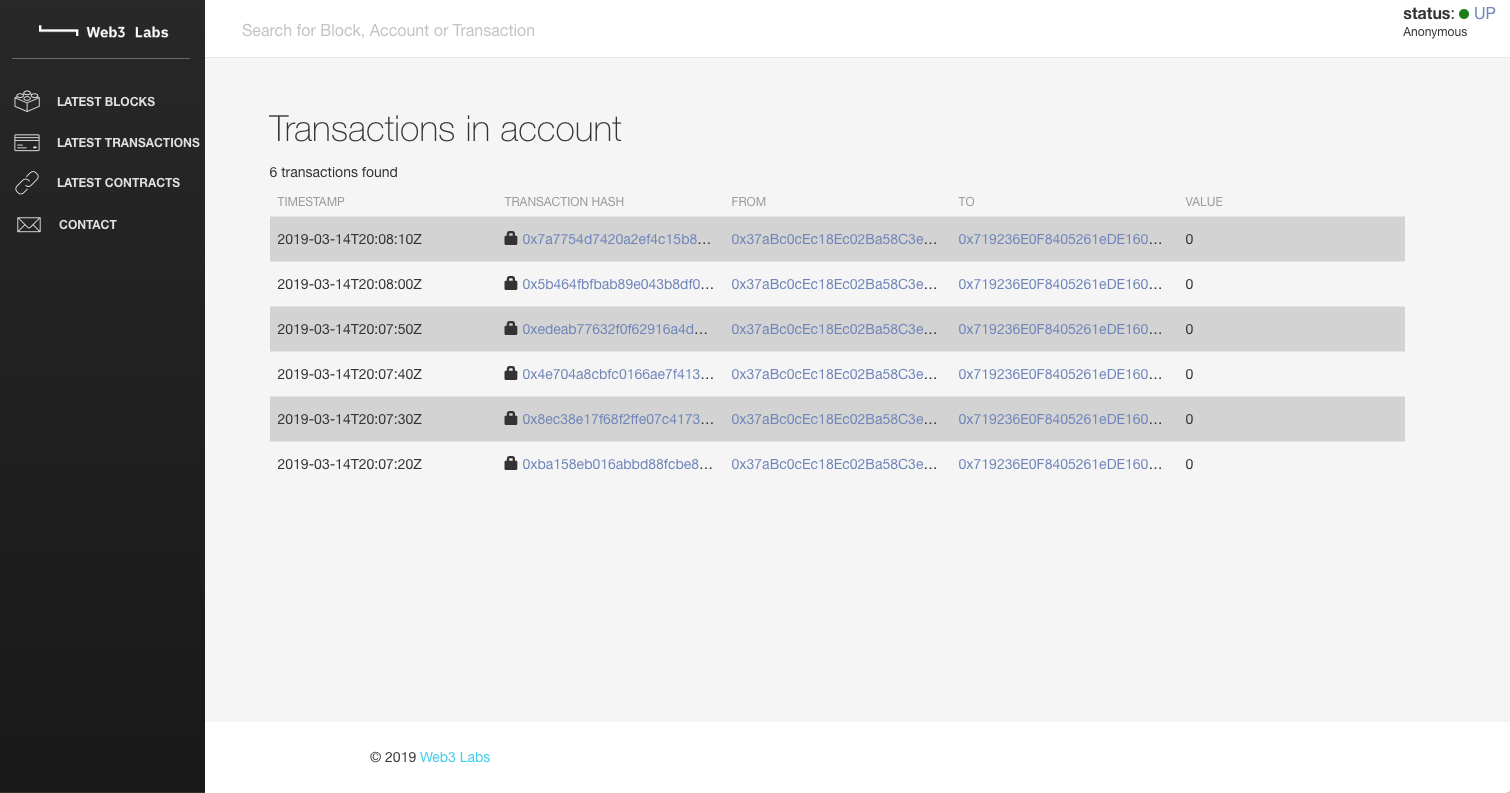 Web3 Labs
Search for Block, Account or Transaction
status: UP
Anonymous
LATEST BLOCKS
LATEST TRANSACTIONS
LATEST CONTRACTS
CONTACT
Transactions in account
6 transactions found
TIMESTAMP TRANSACTION HASH FROM TO VALUE
2019-03-14T20:08:10Z 0x7a7754d7420a2ef4c15b8... 0x37aBc0cEc18Ec02Ba58C3e... 0x719236E0F8405261eDE160... 0
2019-03-14T20:08:00Z 0x5b464fbfbab89e043b8df0... 0x37aBc0cEc18Ec02Ba58C3e... 0x719236E0F8405261eDE160... 0
2019-03-14T20:07:50Z 0xedeab77632f0f62916a4d... 0x37aBc0cEc18Ec02Ba58C3e... 0x719236E0F8405261eDE160... 0
2019-03-14T20:07:40Z 0x4e704a8cbfc0166ae7f413... 0x37aBc0cEc18Ec02Ba58C3e... 0x719236E0F8405261eDE160... 0
2019-03-14T20:07:30Z 0x8ec38e17f68f2ffe07c4173... 0x37aBc0cEc18Ec02Ba58C3e... 0x719236E0F8405261eDE160... 0
2019-03-14T20:07:20Z 0xba158eb016abbd88fcbe8... 0x37aBc0cEc18Ec02Ba58C3e... 0x719236E0F8405261eDE160... 0
© 2019 Web3 Labs